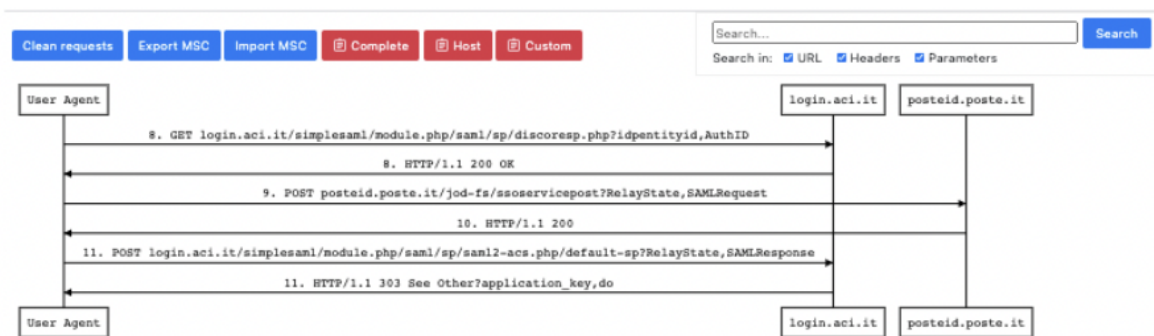 Clean requests Export MSC Import MSC Complete Host Custom
Search... Search
Search in: URL Headers Parameters
User Agent login.aci.it posteid.poste.it
8. GET login.aci.it/simplesaml/module.php/saml/sp/discoresp.php?idpentityid,AuthID
8. HTTP/1.1 200 OK
9. POST posteid.poste.it/jod-fs/ssoservicepost?RelayState,SAMLRequest
10. HTTP/1.1 200
11. POST login.aci.it/simplesaml/module.php/saml/sp/saml2-acs.php/default-sp?RelayState,SAMLResponse
11. HTTP/1.1 303 See Other?application_key,do
User Agent login.aci.it posteid.poste.it